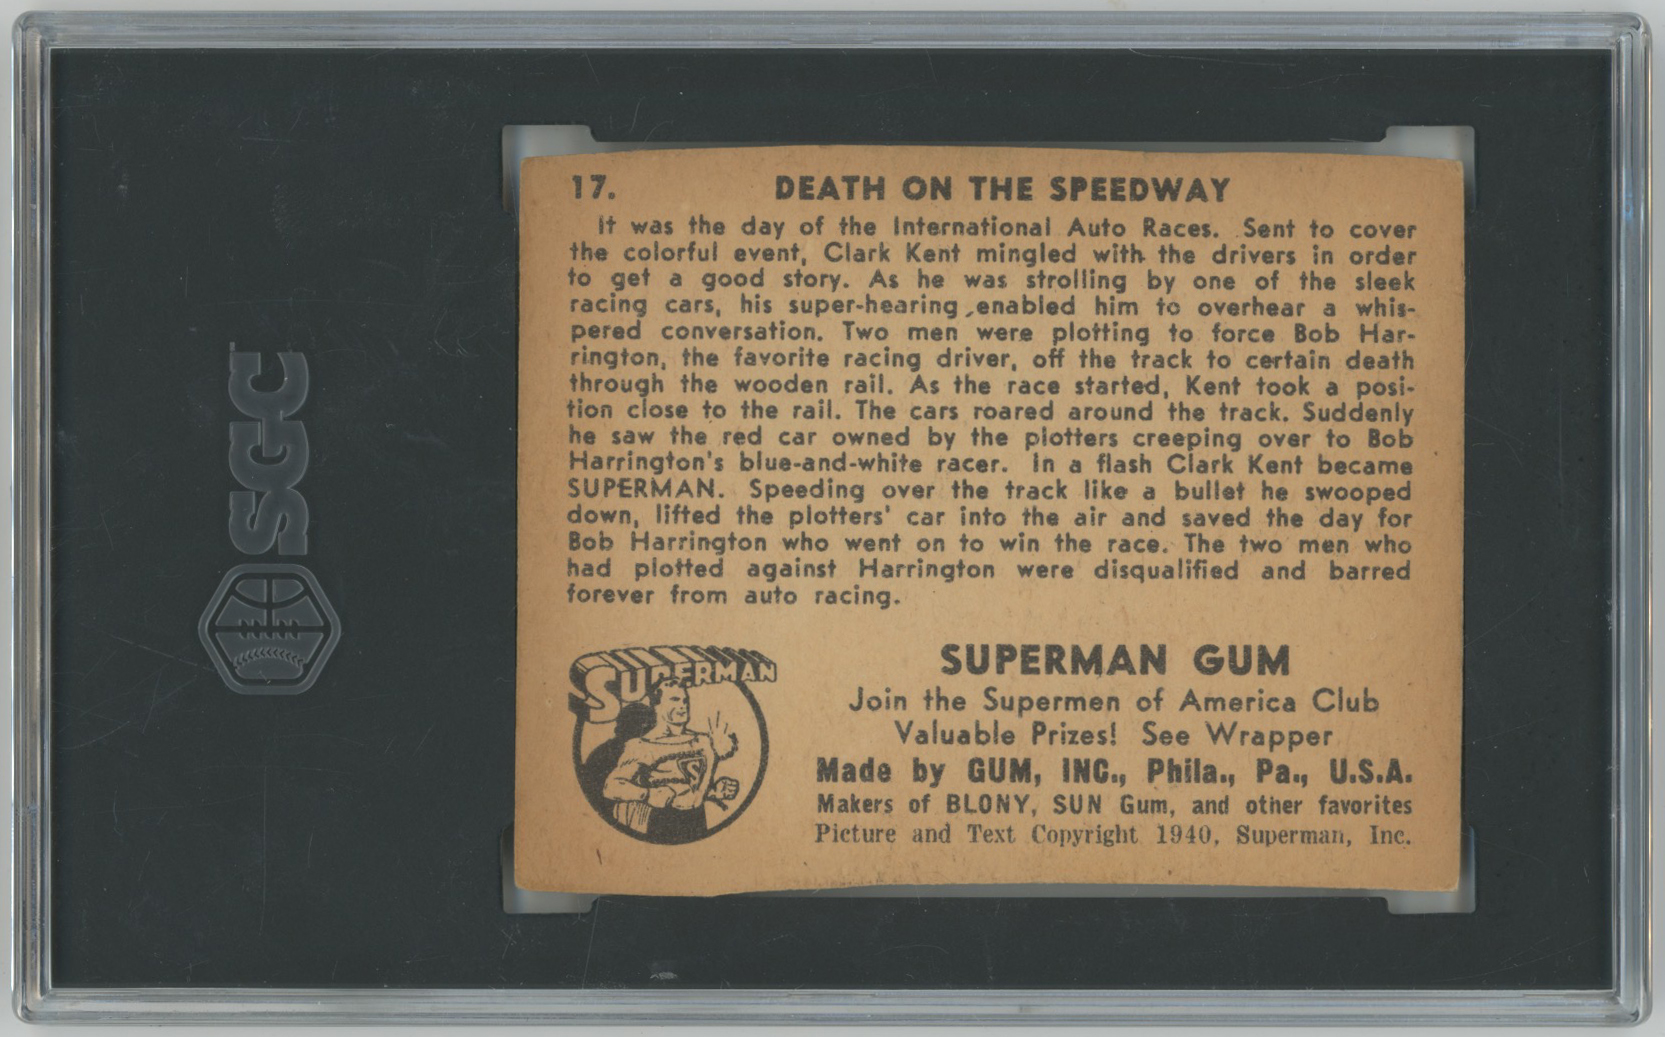 17. DEATH ON THE SPEEDWAY
It was the day of the International Auto Races. Sent to cover
the colorful event, Clark Kent mingled with the drivers in order
to get a good story. As he was strolling by one of the sleek
racing cars, his super-hearing enabled him to overhear a whis-
pered conversation. Two men were plotting to force Bob Har-
rington, the favorite racing driver, off the track to certain death
through the wooden rail. As the race started, Kent took a posi-
tion close to the rail. The cars roared around the track. Suddenly
he saw the red car owned by the plotters creeping over to Bob
Harrington's blue-and-white racer. In a flash Clark Kent became
SUPERMAN. Speeding over the track like a bullet he swooped
down, lifted the plotters' car into the air and saved the day for
Bob Harrington who went on to win the race. The two men who
had plotted against Harrington were disqualified and barred
forever from auto racing.
SUPERMAN
S
SUPERMAN GUM
Join the Supermen of America Club
Valuable Prizes! See Wrapper
Made by GUM, INC., Phila., Pa., U.S.A.
Makers of BLONY, SUN Gum, and other favorites
Picture and Text Copyright 1940, Superman, Inc.
SGC